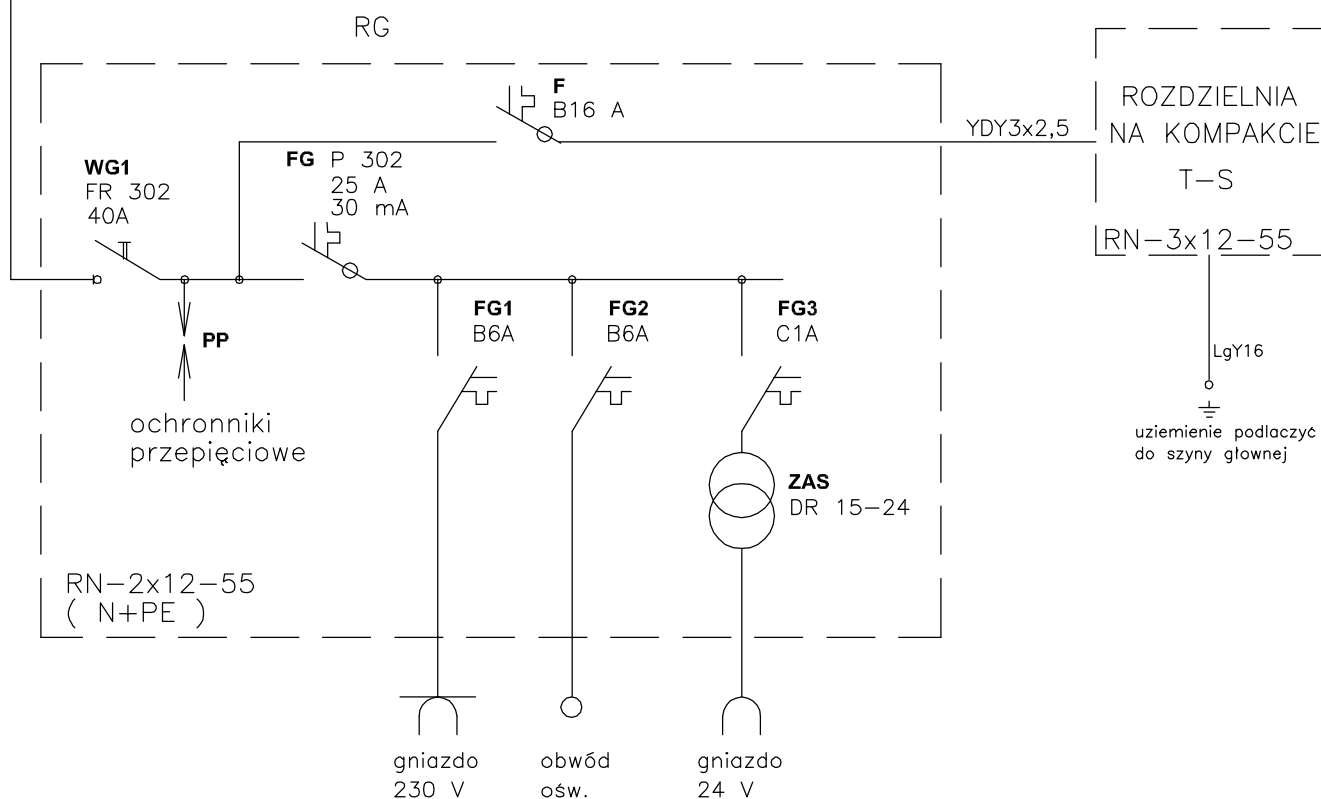 RG
F
B16 A
YDY3x2,5
ROZDZIELNIA
NA KOMPAKCIE
T-S
RN-3x12-55
WG1
FR 302
40A
FG P 302
25 A
30 mA
PP
ochronniki
przepięciowe
FG1
B6A
FG2
B6A
FG3
C1A
LgY16
uziemienie podlaczyć
do szyny głownej
ZAS
DR 15-24
RN-2x12-55
( N+PE )
gniazdo
230 V
obwód
ośw.
gniazdo
24 V